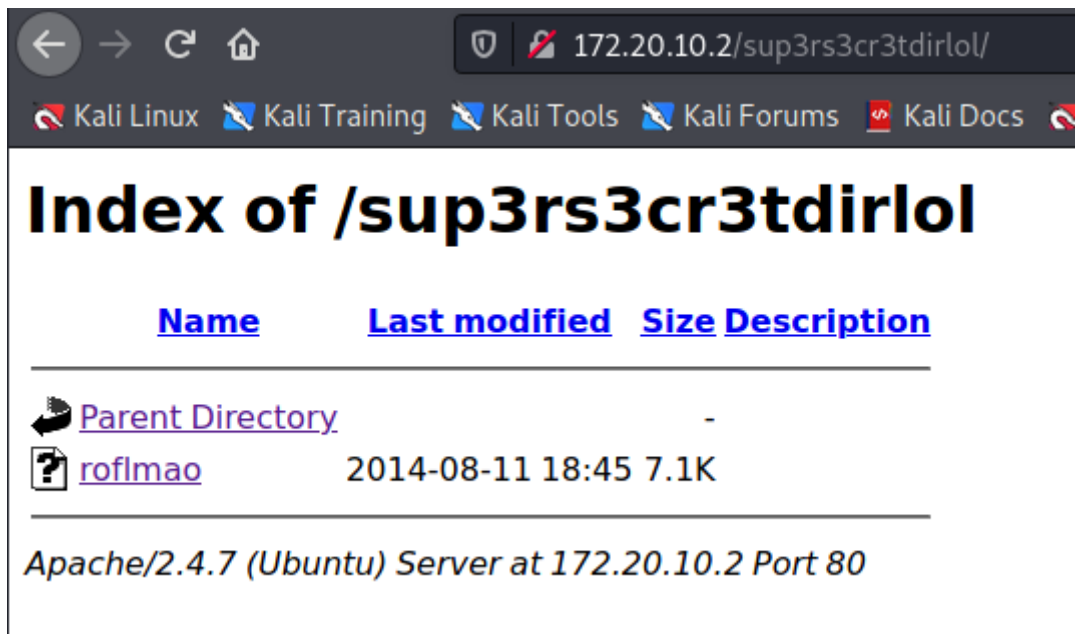 172.20.10.2/sup3rs3cr3tdirlol/
Kali Linux Kali Training Kali Tools Kali Forums Kali Docs
Index of /sup3rs3cr3tdirlol
Name Last modified Size Description
Parent Directory -
roflmao 2014-08-11 18:45 7.1K
Apache/2.4.7 (Ubuntu) Server at 172.20.10.2 Port 80